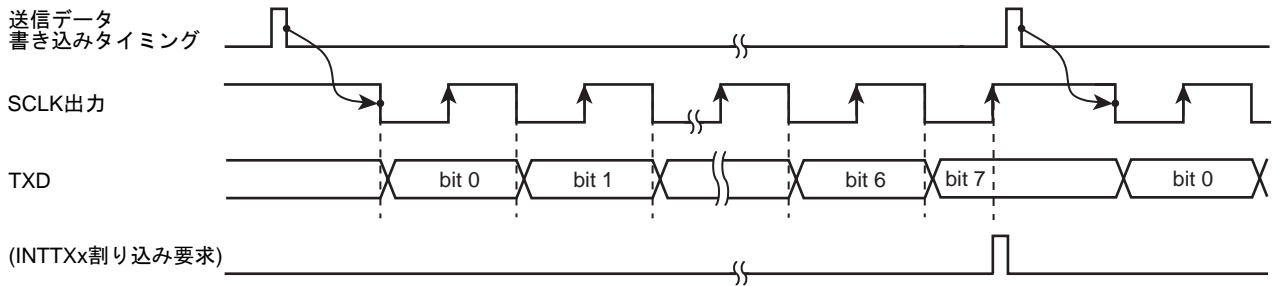 送信データ
書き込みタイミング
SCLK出力
TXD
bit 0
bit 1
bit 6
bit 7
bit 0
(INTTXx割り込み要求)